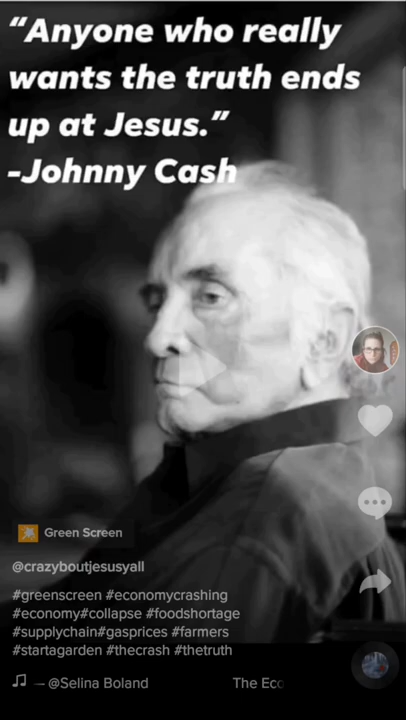 “Anyone who really
wants the truth ends
up at Jesus.”
-Johnny Cash
Green Screen
@crazyboutjesusyall
#greenscreen #economycrashing
#economy#collapse #foodshortage
#supplychain#gasprices #farmers
#startagarden #thecrash #thetruth
— @Selina Boland The Eco